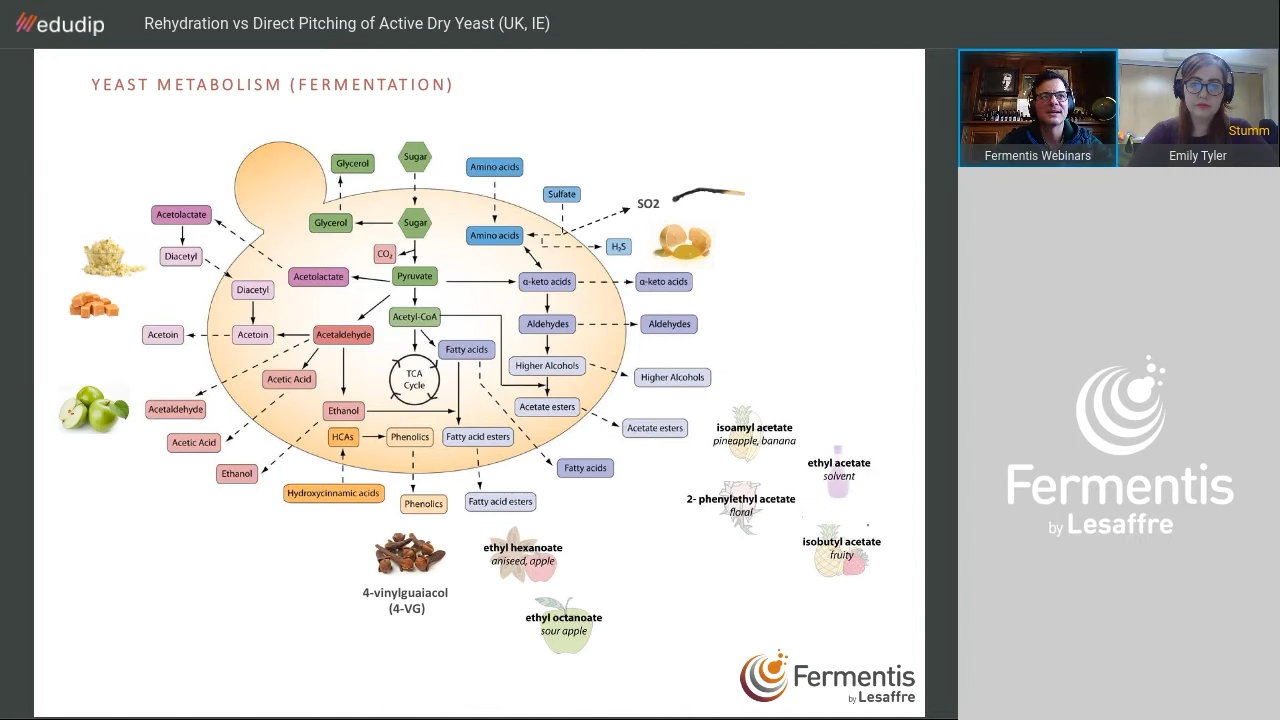 edudip
Rehydration vs Direct Pitching of Active Dry Yeast (UK, IE)
YEAST METABOLISM (FERMENTATION)
Glycerol
Sugar
Amino acids
Sulfate
SO2
Acetolactate
Glycerol
Sugar
Amino acids
H₂S
Diacetyl
CO₂
Acetolactate
Pyruvate
α-keto acids
α-keto acids
Diacetyl
Acetyl-CoA
Aldehydes
Aldehydes
Acetoin
Acetoin
Acetaldehyde
Fatty acids
Higher Alcohols
Higher Alcohols
Acetic Acid
TCA
Cycle
Acetaldehyde
Ethanol
Acetate esters
Acetate esters
Acetic Acid
HCAs
Phenolics
Fatty acid esters
Ethanol
Fatty acids
Hydroxycinnamic acids
Phenolics
Fatty acid esters
isoamyl acetate
pineapple, banana
ethyl acetate
solvent
2- phenylethyl acetate
floral
isobutyl acetate
fruity
ethyl hexanoate
aniseed, apple
4-vinylguaiacol
(4-VG)
ethyl octanoate
sour apple
Fermentis
by Lesaffre
Stumm
Fermentis Webinars
Emily Tyler
Fermentis
by Lesaffre